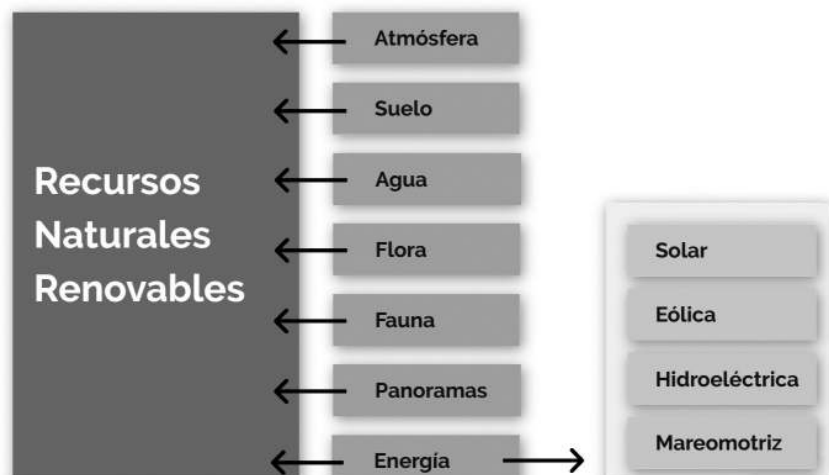 Recursos
Naturales
Renovables
Atmósfera
Suelo
Agua
Flora
Fauna
Panoramas
Energía
Solar
Eólica
Hidroeléctrica
Mareomotriz